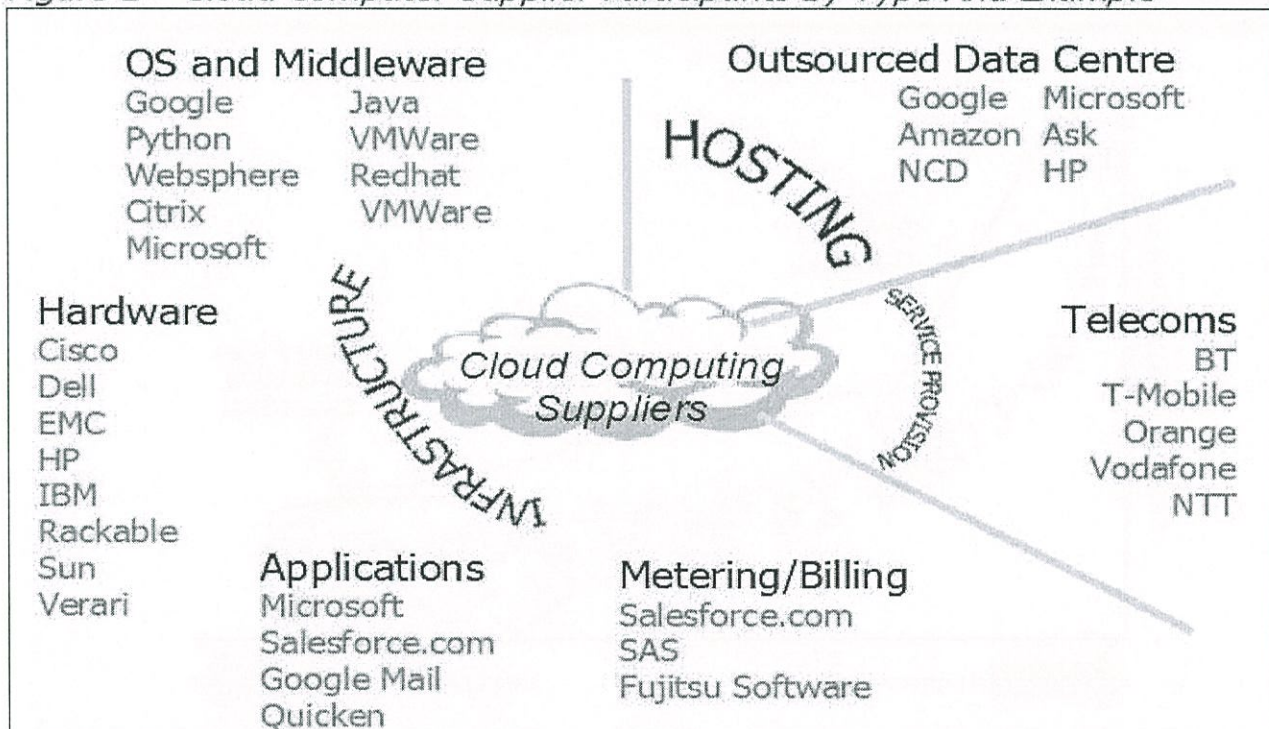 OS and Middleware
Google Java
Python VMWare
Websphere Redhat
Citrix VMWare
Microsoft
Outsourced Data Centre
Google Microsoft
Amazon Ask
NCD HP
HOSTING
Hardware
Cisco
Dell
EMC
HP
IBM
Rackable
Sun
Verari
INFRASTRUCTURE
Cloud Computing
Suppliers
SERVICE PROVISION
Telecoms
BT
T-Mobile
Orange
Vodafone
NTT
Applications
Microsoft
Salesforce.com
Google Mail
Quicken
Metering/Billing
Salesforce.com
SAS
Fujitsu Software